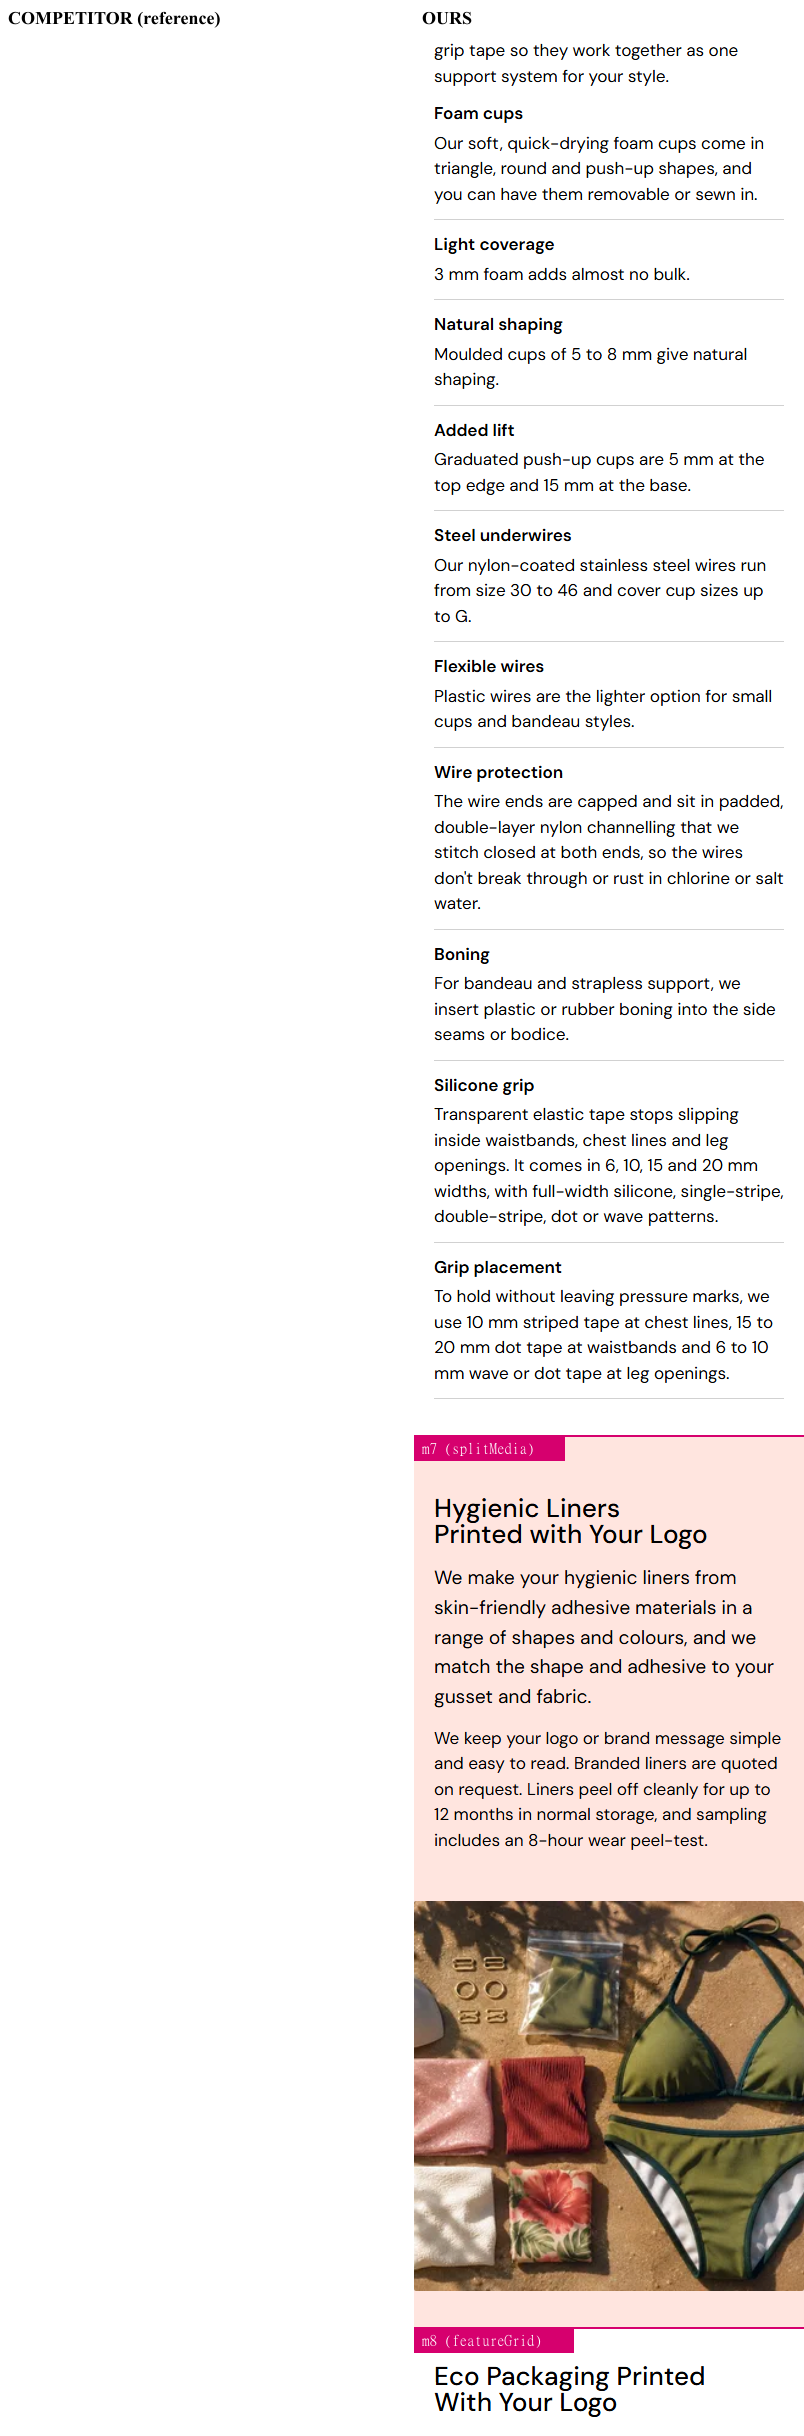 COMPETITOR (reference)
OURS
grip tape so they work together as one
support system for your style.
Foam cups
Our soft, quick-drying foam cups come in
triangle, round and push-up shapes, and
you can have them removable or sewn in.
Light coverage
3 mm foam adds almost no bulk.
Natural shaping
Moulded cups of 5 to 8 mm give natural
shaping.
Added lift
Graduated push-up cups are 5 mm at the
top edge and 15 mm at the base.
Steel underwires
Our nylon-coated stainless steel wires run
from size 30 to 46 and cover cup sizes up
to G.
Flexible wires
Plastic wires are the lighter option for small
cups and bandeau styles.
Wire protection
The wire ends are capped and sit in padded,
double-layer nylon channelling that we
stitch closed at both ends, so the wires
don't break through or rust in chlorine or salt
water.
Boning
For bandeau and strapless support, we
insert plastic or rubber boning into the side
seams or bodice.
Silicone grip
Transparent elastic tape stops slipping
inside waistbands, chest lines and leg
openings. It comes in 6, 10, 15 and 20 mm
widths, with full-width silicone, single-stripe,
double-stripe, dot or wave patterns.
Grip placement
To hold without leaving pressure marks, we
use 10 mm striped tape at chest lines, 15 to
20 mm dot tape at waistbands and 6 to 10
mm wave or dot tape at leg openings.
m7 (splitMedia)
Hygienic Liners
Printed with Your Logo
We make your hygienic liners from
skin-friendly adhesive materials in a
range of shapes and colours, and we
match the shape and adhesive to your
gusset and fabric.
We keep your logo or brand message simple
and easy to read. Branded liners are quoted
on request. Liners peel off cleanly for up to
12 months in normal storage, and sampling
includes an 8-hour wear peel-test.
m8 (featureGrid)
Eco Packaging Printed
With Your Logo